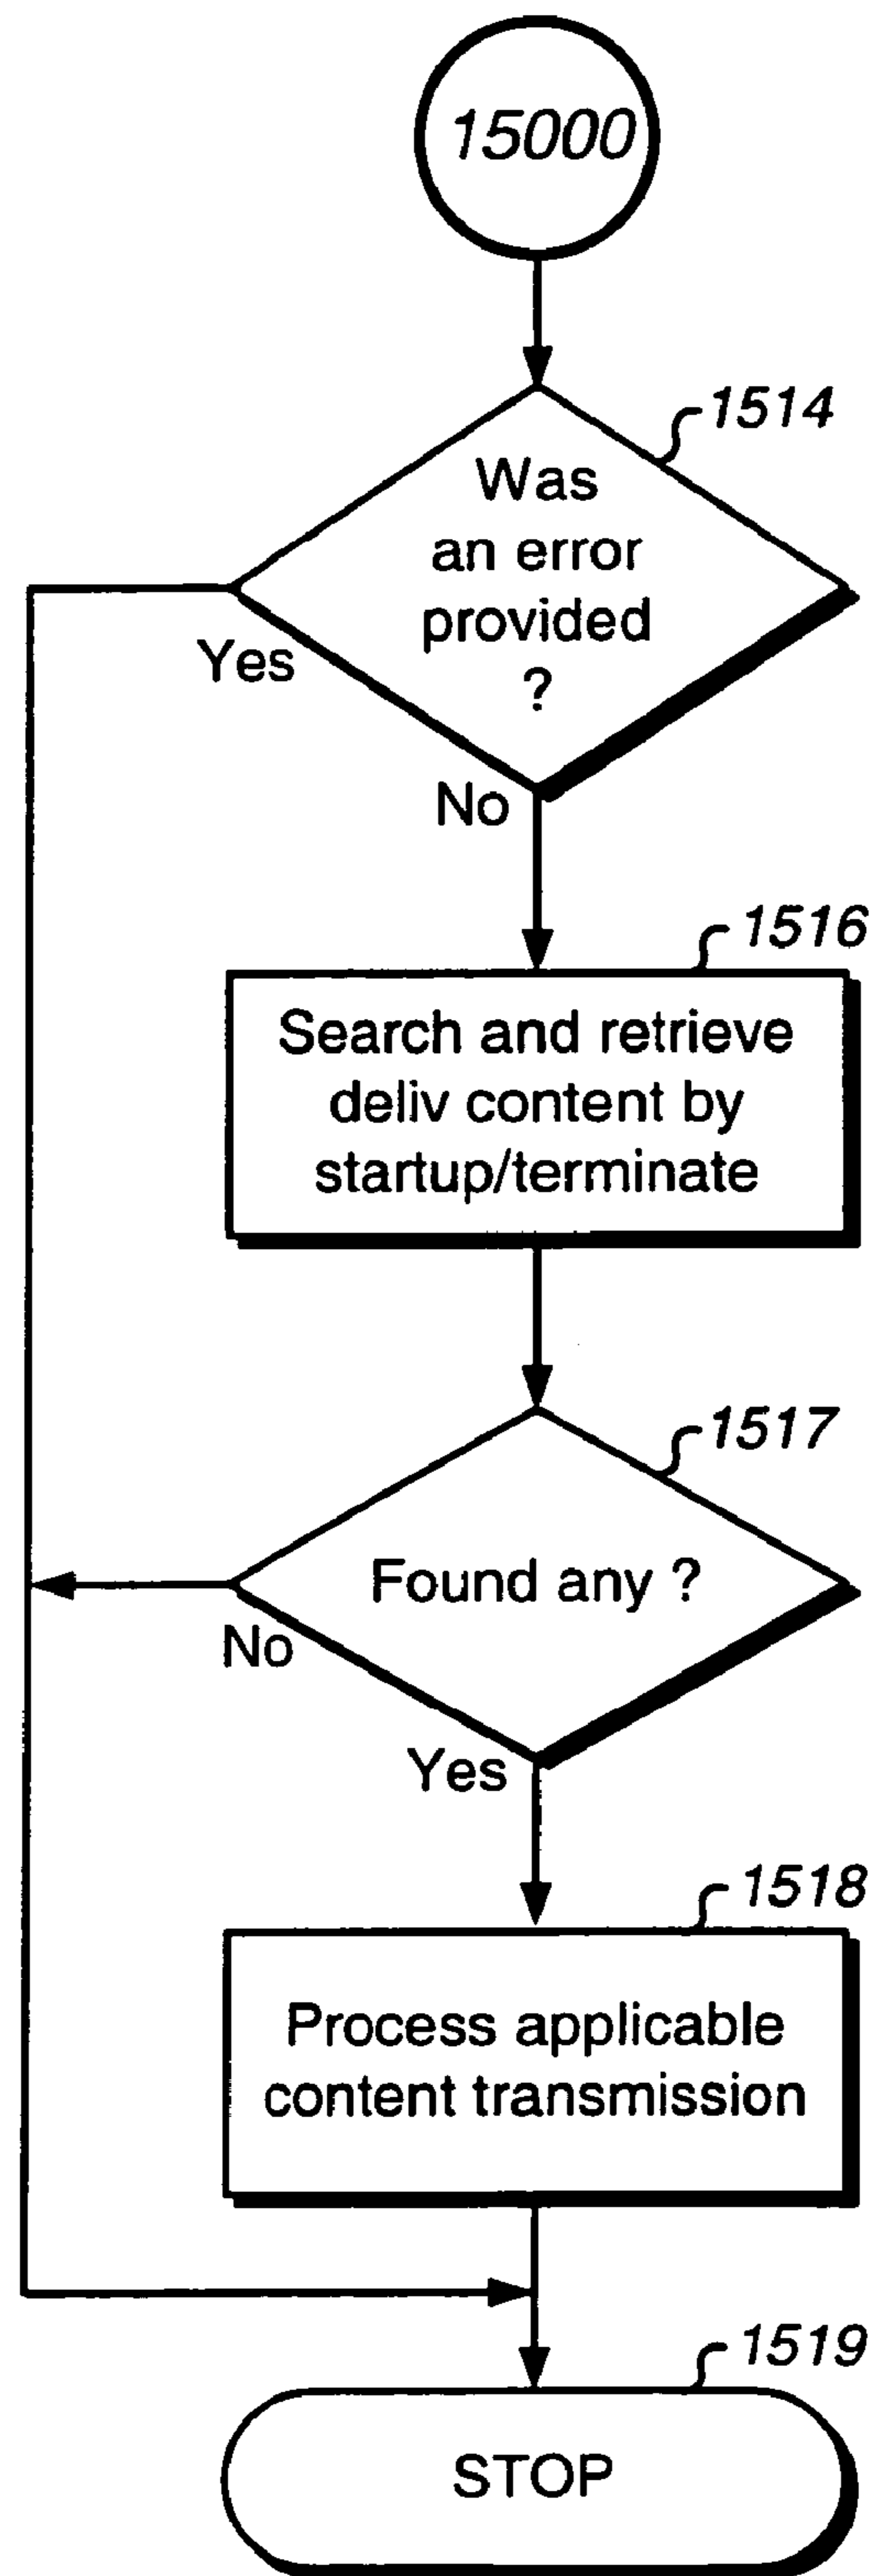 15000
1514
Was
an error
provided
?
Yes
No
1516
Search and retrieve
deliv content by
startup/terminate
1517
Found any ?
No
Yes
1518
Process applicable
content transmission
1519
STOP